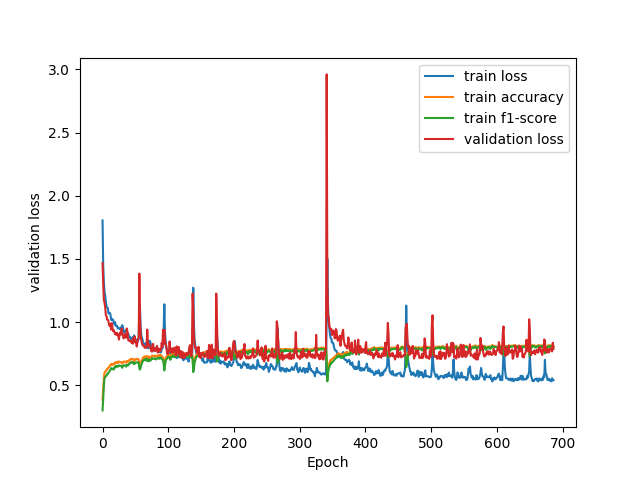 train loss
train accuracy
train f1-score
validation loss
validation loss
3.0
2.5
2.0
1.5
1.0
0.5
0 100 200 300 400 500 600 700
Epoch